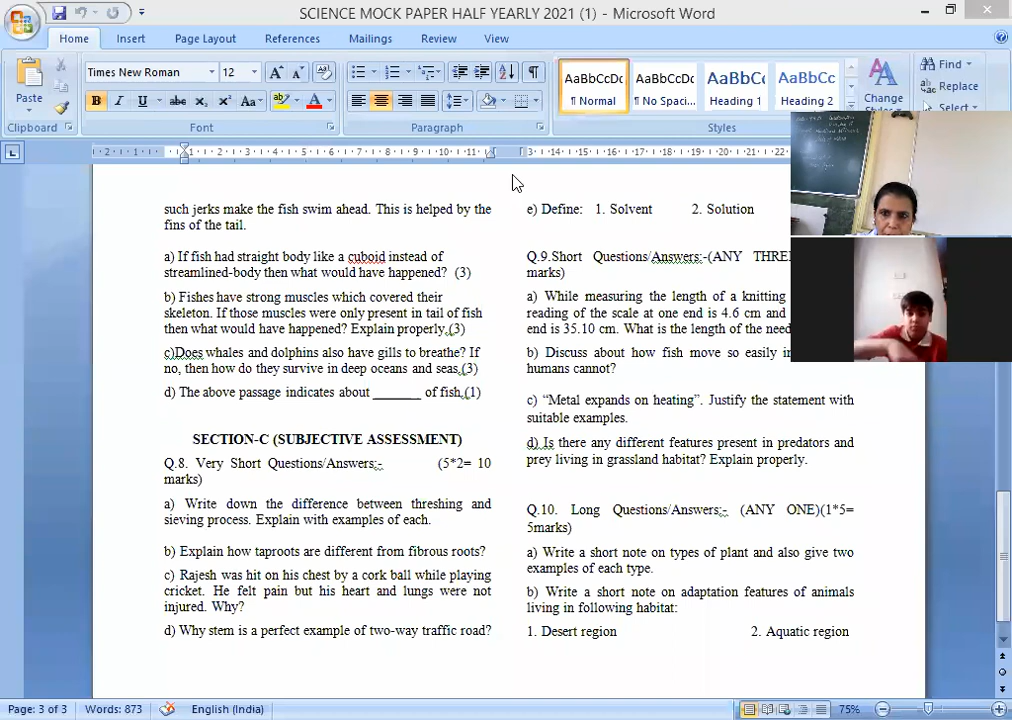 SCIENCE MOCK PAPER HALF YEARLY 2021 (1) - Microsoft Word
Home Insert Page Layout References Mailings Review View
Times New Roman 12
Paste
AaBbCcDc AaBbCcDc AaBbC AaBbCc
¶ Normal ¶ No Spaci... Heading 1 Heading 2
Change
Find
Replace
Select
Clipboard Font Paragraph Styles
such jerks make the fish swim ahead. This is helped by the
fins of the tail.
a) If fish had straight body like a cuboid instead of
streamlined-body then what would have happened? (3)
b) Fishes have strong muscles which covered their
skeleton. If those muscles were only present in tail of fish
then what would have happened? Explain properly.(3)
c)Does whales and dolphins also have gills to breathe? If
no, then how do they survive in deep oceans and seas.(3)
d) The above passage indicates about _______ of fish.(1)
SECTION-C (SUBJECTIVE ASSESSMENT)
Q.8. Very Short Questions/Answers:- (5*2= 10
marks)
a) Write down the difference between threshing and
sieving process. Explain with examples of each.
b) Explain how taproots are different from fibrous roots?
c) Rajesh was hit on his chest by a cork ball while playing
cricket. He felt pain but his heart and lungs were not
injured. Why?
d) Why stem is a perfect example of two-way traffic road?
e) Define: 1. Solvent 2. Solution
Q.9.Short Questions/Answers:-(ANY THRE
marks)
a) While measuring the length of a knitting
reading of the scale at one end is 4.6 cm and
end is 35.10 cm. What is the length of the need
b) Discuss about how fish move so easily in
humans cannot?
c) “Metal expands on heating”. Justify the statement with
suitable examples.
d) Is there any different features present in predators and
prey living in grassland habitat? Explain properly.
Q.10. Long Questions/Answers:- (ANY ONE)(1*5=
5marks)
a) Write a short note on types of plant and also give two
examples of each type.
b) Write a short note on adaptation features of animals
living in following habitat:
1. Desert region 2. Aquatic region
Page: 3 of 3 Words: 873 English (India) 75%